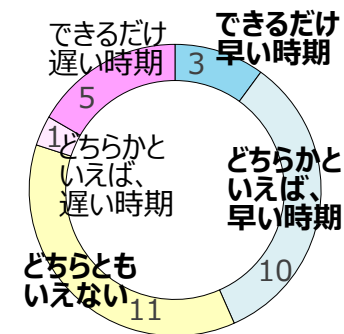 できるだけ
早い時期
3
どちらかと
いえば、
早い時期
10
どちらとも
いえない
11
1
どちらかと
いえば、
遅い時期
5
できるだけ
遅い時期